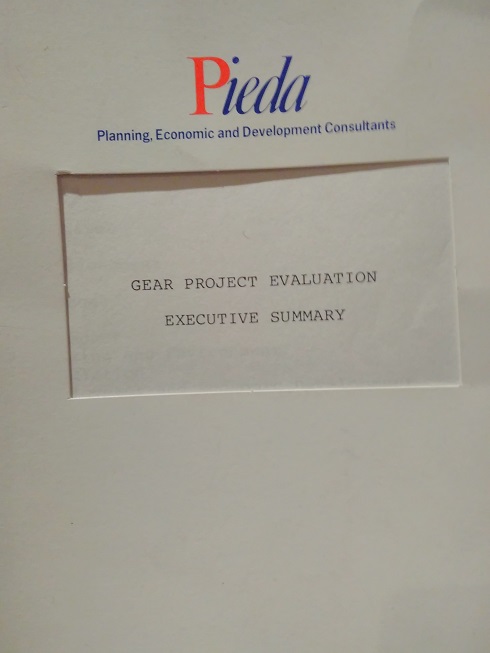 Pieda
Planning, Economic and Development Consultants
GEAR PROJECT EVALUATION
EXECUTIVE SUMMARY